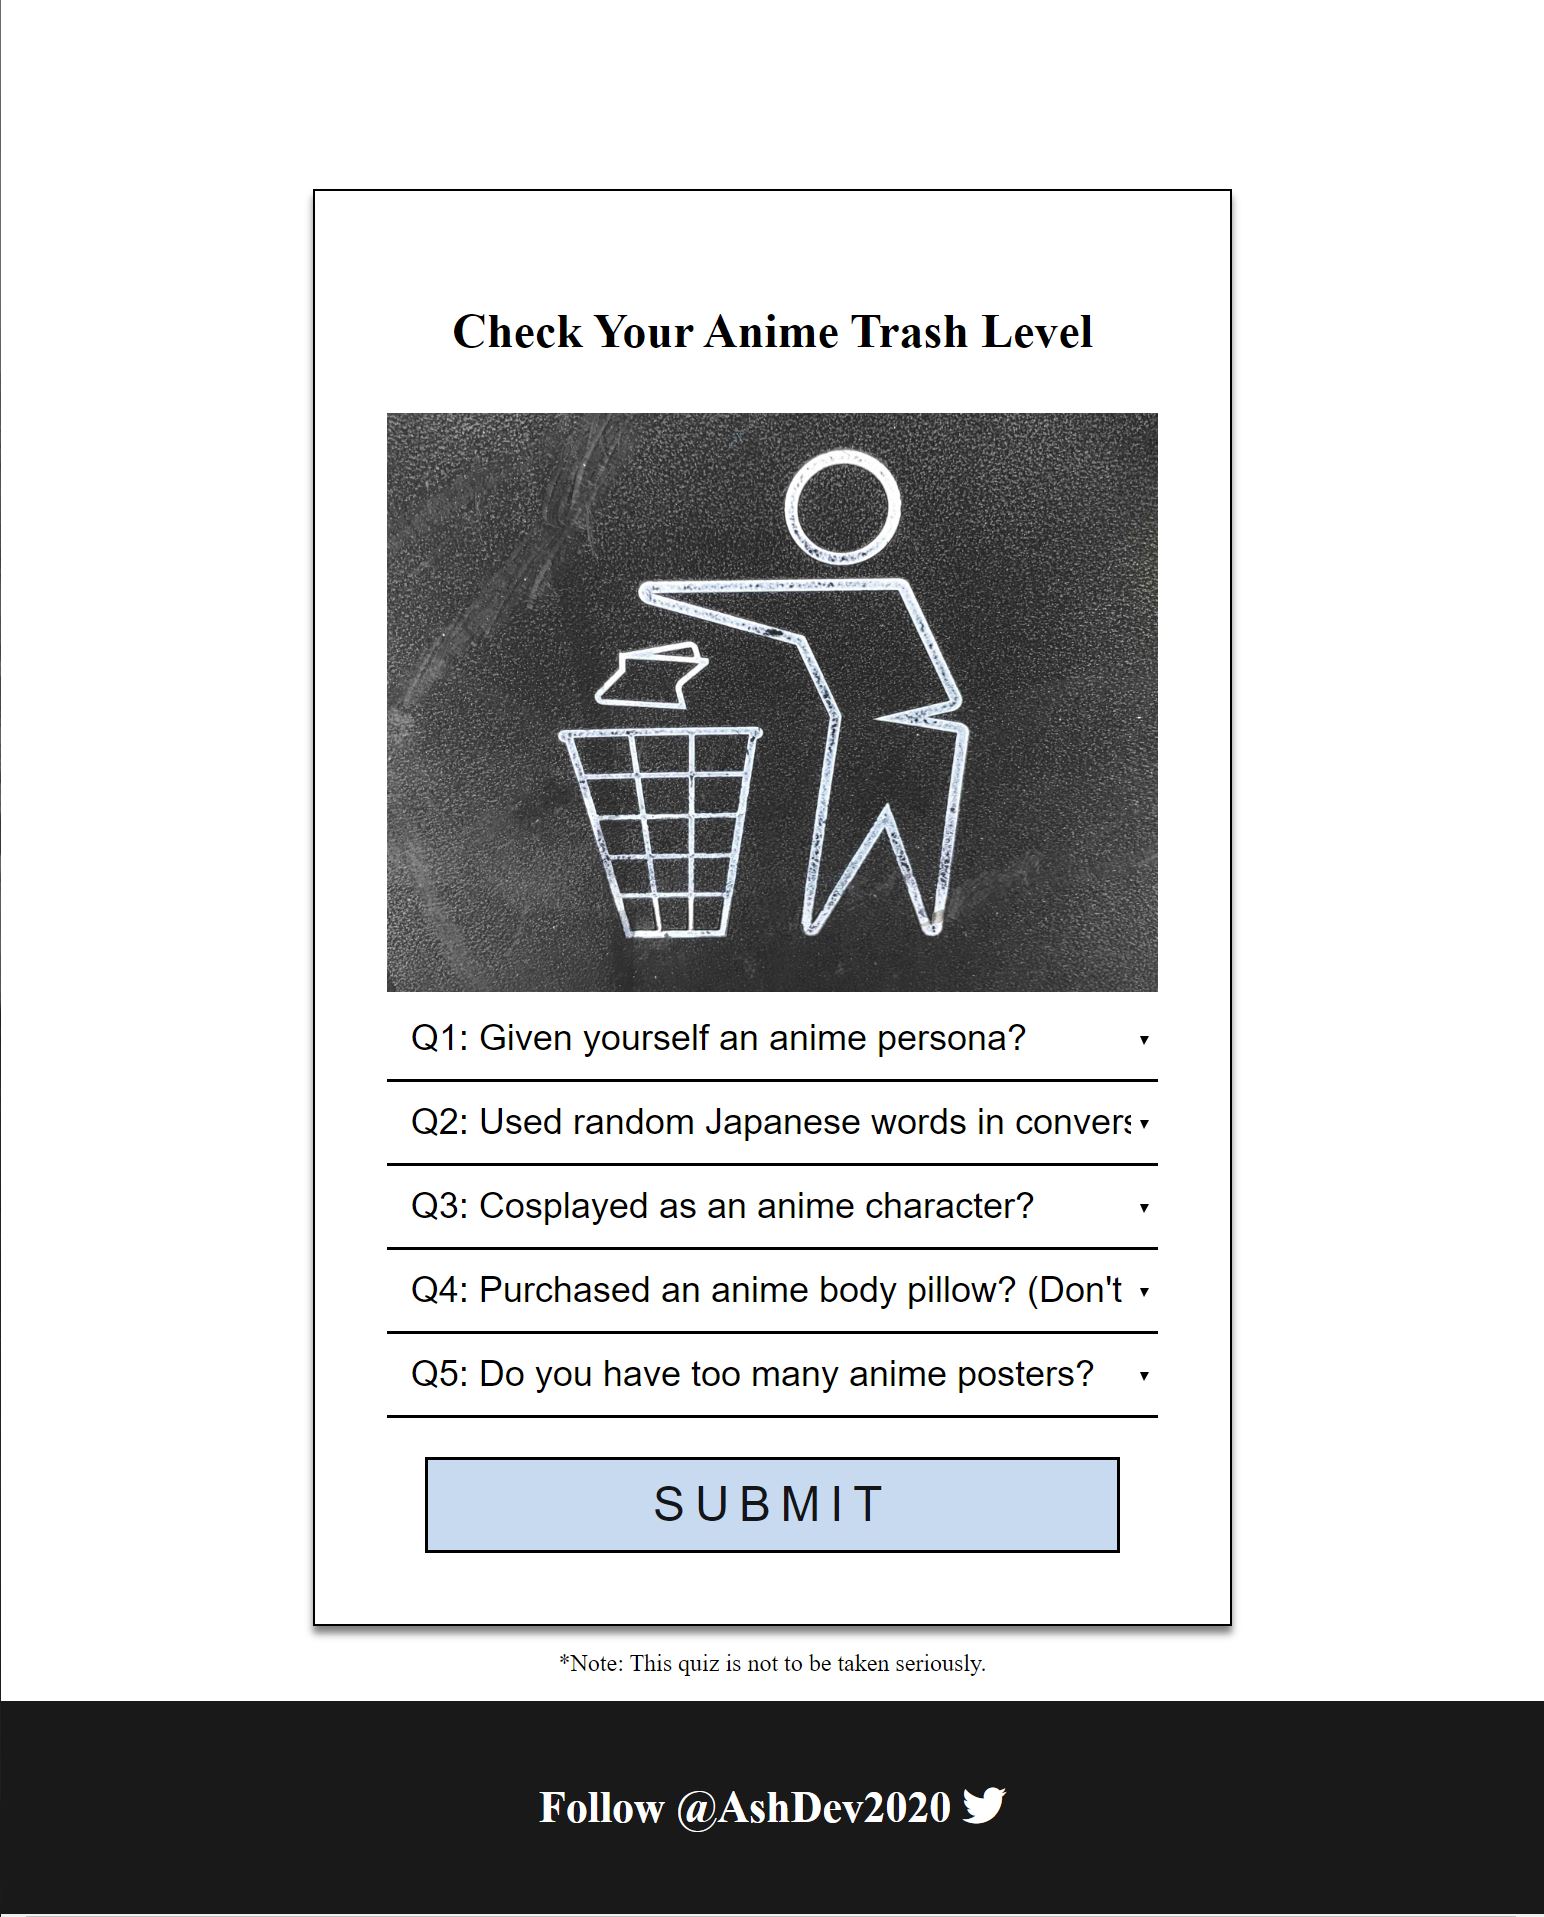 Check Your Anime Trash Level
Q1: Given yourself an anime persona?
Q2: Used random Japanese words in convers
Q3: Cosplayed as an anime character?
Q4: Purchased an anime body pillow? (Don't
Q5: Do you have too many anime posters?
SUBMIT
*Note: This quiz is not to be taken seriously.
Follow @AshDev2020